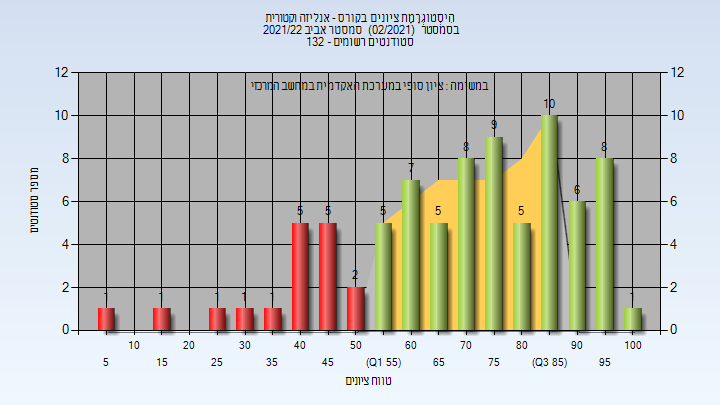 היסטוגרמת ציונים בקורס - אנליזה וקטורית
בסמסטר (02/2021) סמסטר אביב 2021/22
סטודנטים רשומים - 132
במשימה : ציון סופי במערכת האקדמית במחשב המרכזי
12 12
10 10
8 8
6 6
4 4
2 2
0 0
1 1 1 1 1 5 5 2 5 7 5 8 9 5 10 6 8 1
מספר סטודנטים
10 20 30 40 50 60 70 80 90 100
5 15 25 35 45 (Q1 55) 65 75 (Q3 85) 95
טווח ציונים